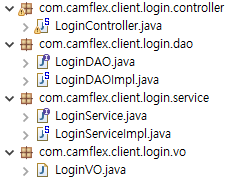 com.camflex.client.login.controller
LoginController.java
com.camflex.client.login.dao
LoginDAO.java
LoginDAOImpl.java
com.camflex.client.login.service
LoginService.java
LoginServiceImpl.java
com.camflex.client.login.vo
LoginVO.java